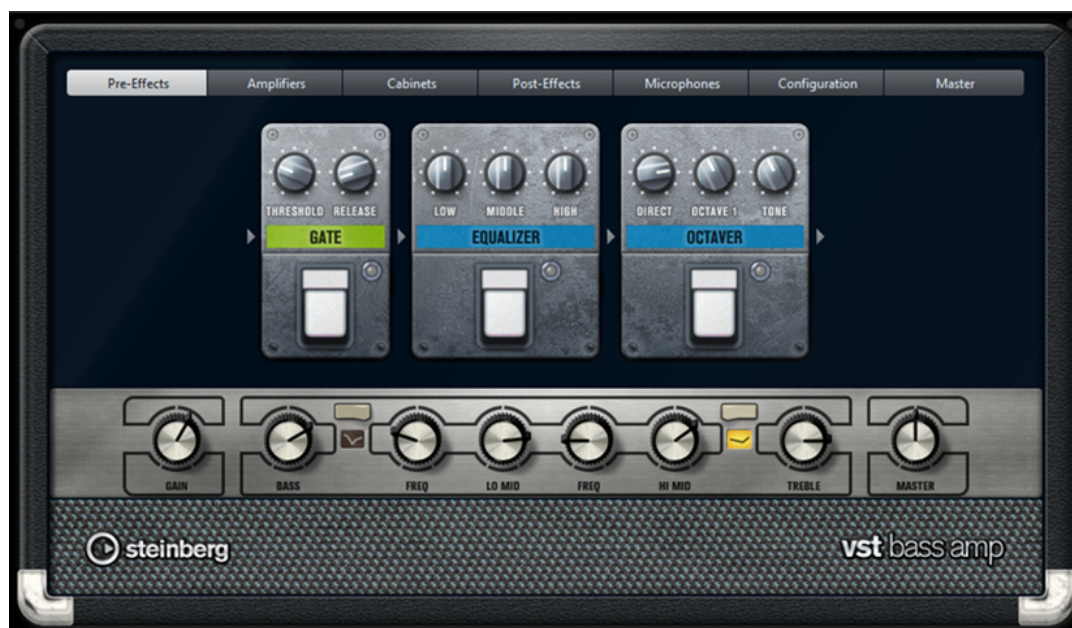 Pre-Effects Amplifiers Cabinets Post-Effects Microphones Configuration Master
THRESHOLD RELEASE LOW MIDDLE HIGH DIRECT OCTAVE 1 TONE
GATE EQUALIZER OCTAVER
GAIN BASS FREQ LO MID FREQ HI MID TREBLE MASTER
steinberg vst bass amp